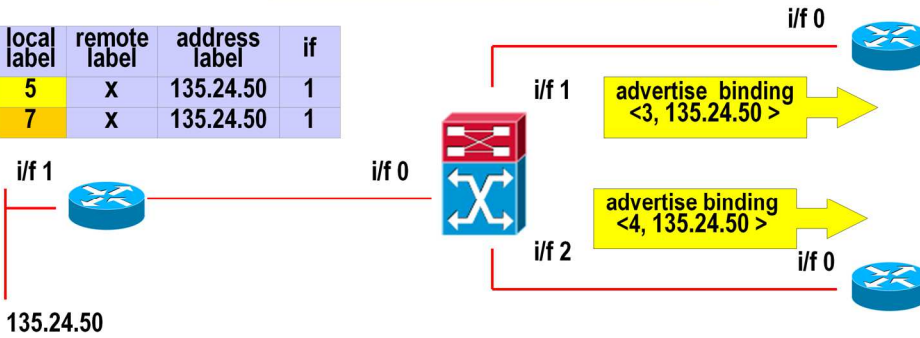 i/f 0
local label remote label address label if
5 x 135.24.50 1
7 x 135.24.50 1
i/f 1
advertise binding
<3, 135.24.50 >
i/f 1
i/f 0
advertise binding
<4, 135.24.50 >
i/f 2
i/f 0
135.24.50